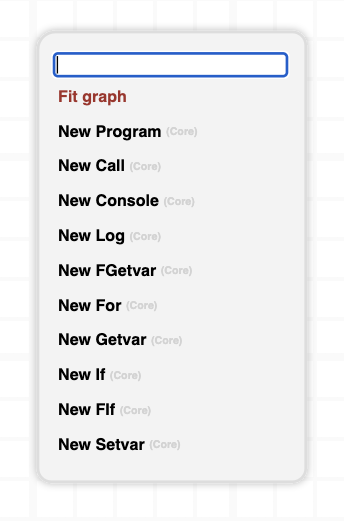 Fit graph
New Program (Core)
New Call (Core)
New Console (Core)
New Log (Core)
New FGetvar (Core)
New For (Core)
New Getvar (Core)
New If (Core)
New FIf (Core)
New Setvar (Core)